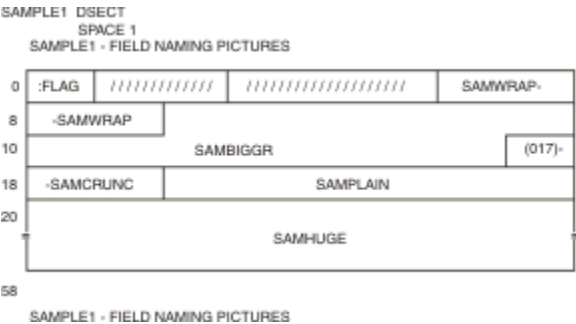 SAMPLE1 DSECT
SPACE 1
SAMPLE1 - FIELD NAMING PICTURES
0 :FLAG ///////////// ///////////////////// SAMWRAP-
8 -SAMWRAP
10 SAMBIGGR (017)-
18 -SAMCRUNC SAMPLAIN
20
SAMHUGE
58
SAMPLE1 - FIELD NAMING PICTURES